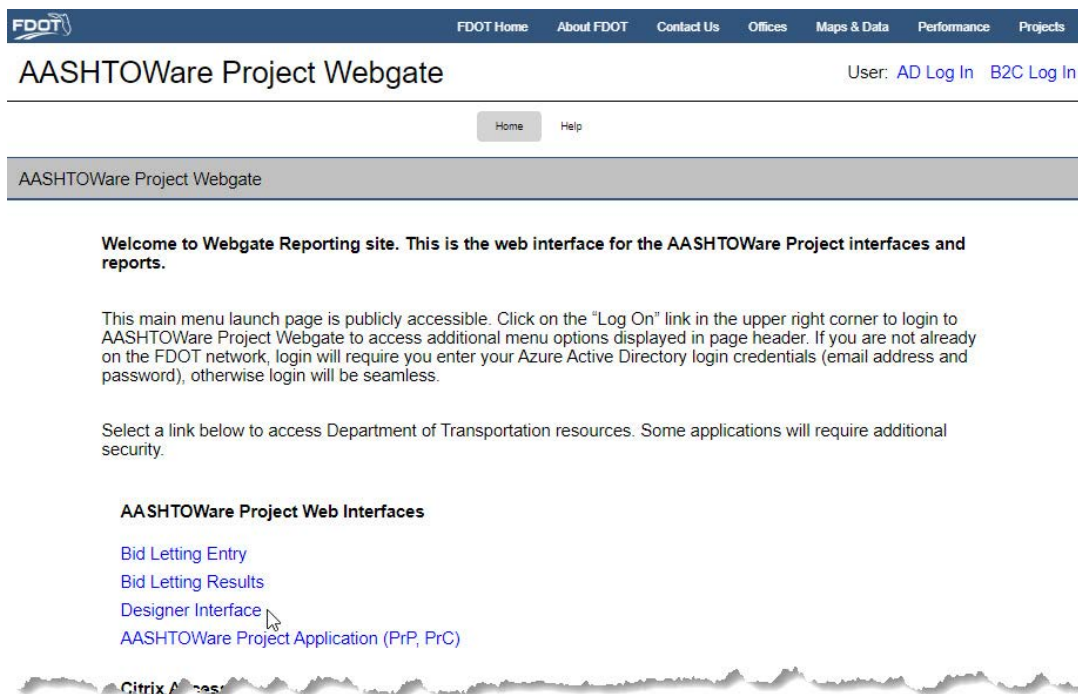 FDOT
FDOT Home About FDOT Contact Us Offices Maps & Data Performance Projects
AASHTOWare Project Webgate
User: AD Log In B2C Log In
Home Help
AASHTOWare Project Webgate
Welcome to Webgate Reporting site. This is the web interface for the AASHTOWare Project interfaces and
reports.
This main menu launch page is publicly accessible. Click on the “Log On” link in the upper right corner to login to
AASHTOWare Project Webgate to access additional menu options displayed in page header. If you are not already
on the FDOT network, login will require you enter your Azure Active Directory login credentials (email address and
password), otherwise login will be seamless.
Select a link below to access Department of Transportation resources. Some applications will require additional
security.
AASHTOWare Project Web Interfaces
Bid Letting Entry
Bid Letting Results
Designer Interface
AASHTOWare Project Application (PrP, PrC)
Citrix